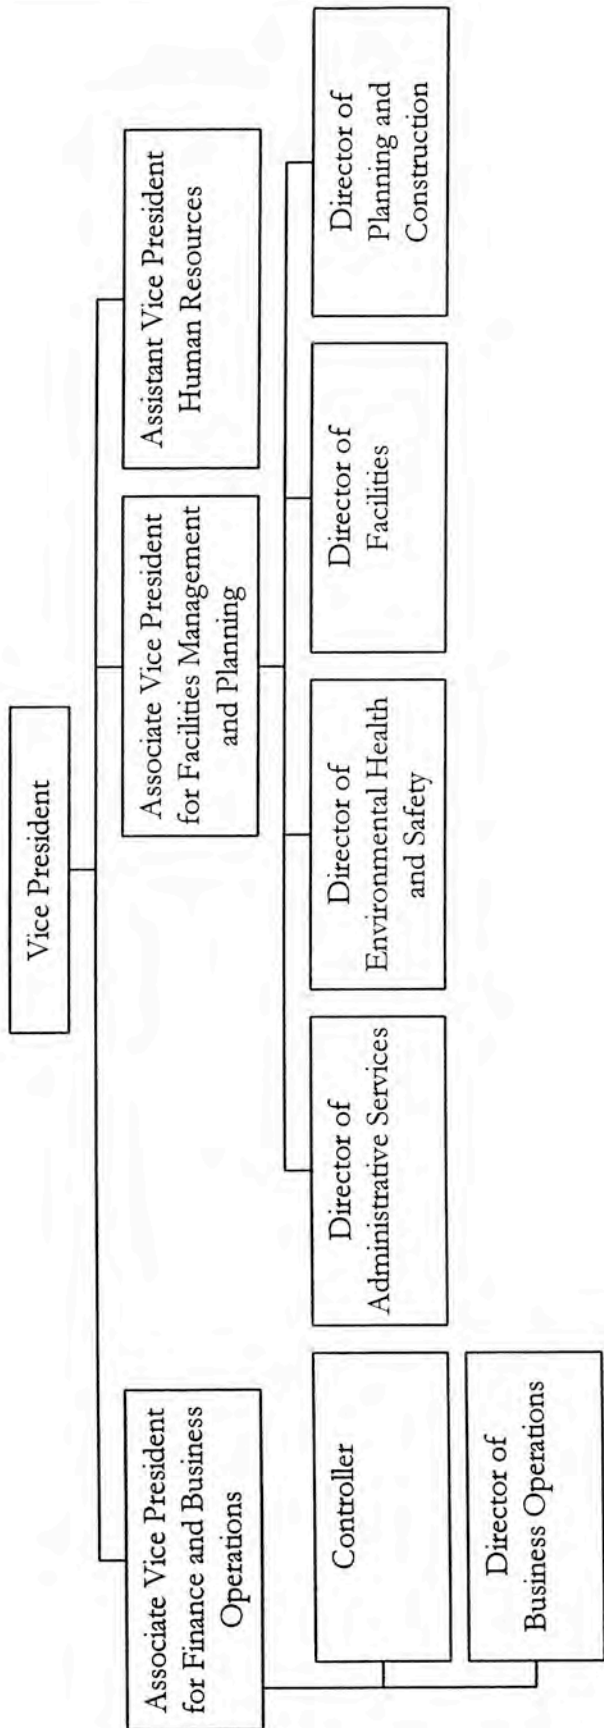 Vice President
Associate Vice President
for Finance and Business
Operations
Associate Vice President
for Facilities Management
and Planning
Assistant Vice President
Human Resources
Controller
Director of
Business Operations
Director of
Administrative Services
Director of
Environmental Health
and Safety
Director of
Facilities
Director of
Planning and
Construction